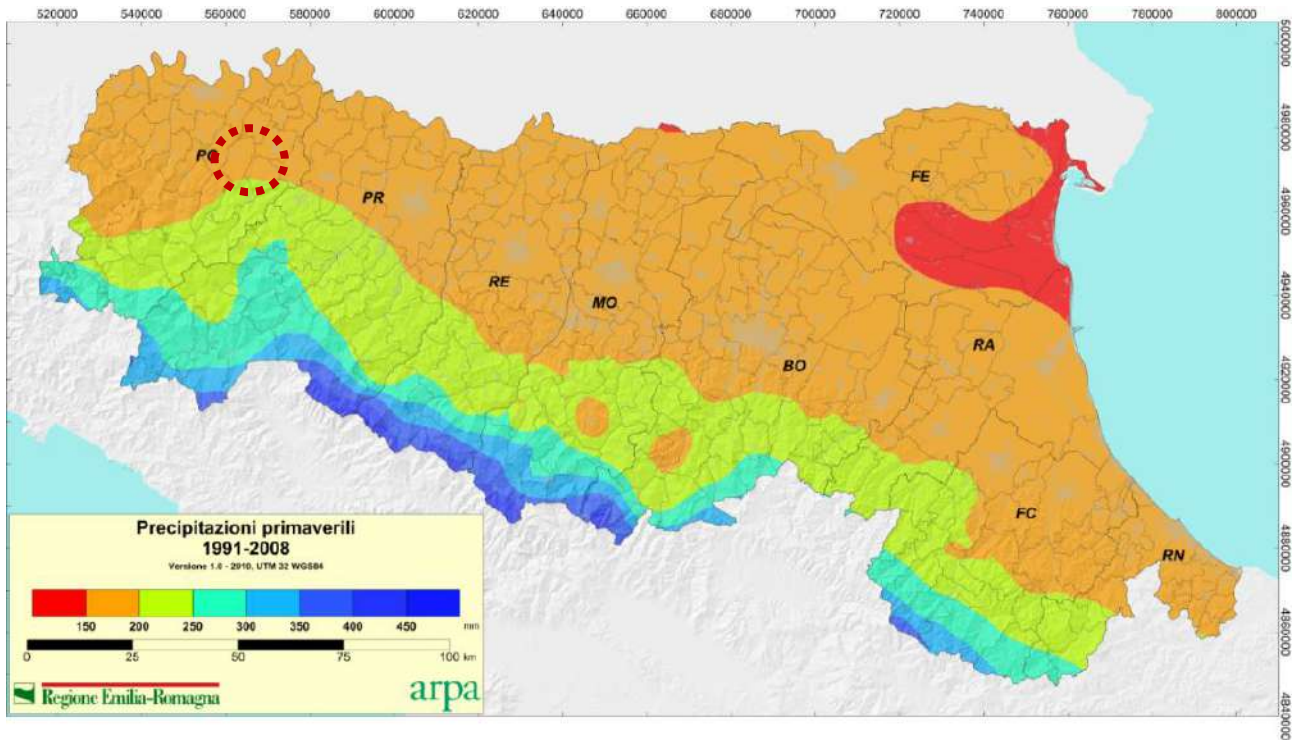 520000 540000 560000 580000 600000 620000 640000 660000 680000 700000 720000 740000 760000 780000 800000
5000000
4980000
4960000
4940000
4920000
4900000
4880000
4860000
4840000
PC
PR
RE
MO
BO
FE
RA
FC
RN
Precipitazioni primaverili
1991-2008
Versione 1.0 - 2010, UTM 32 WGS84
150 200 250 300 350 400 450 mm
0 25 50 75 100 km
Regione Emilia-Romagna
arpa